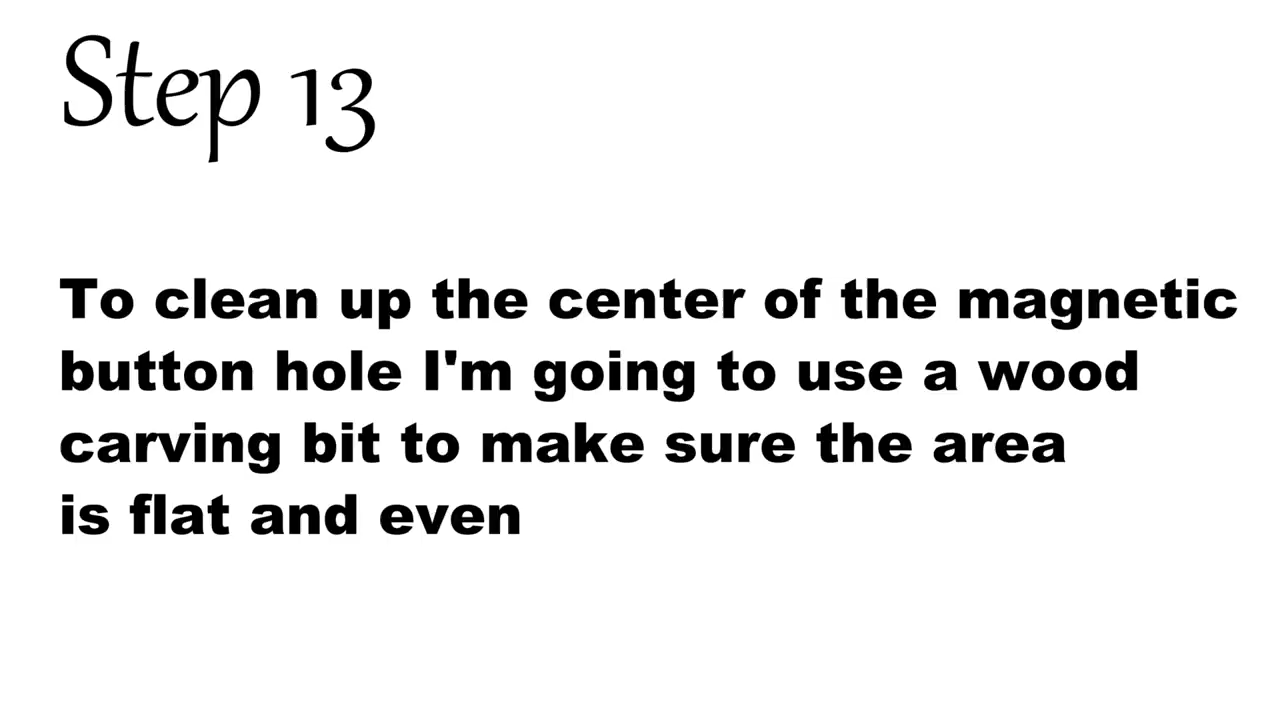 Step 13
To clean up the center of the magnetic
button hole I'm going to use a wood
carving bit to make sure the area
is flat and even